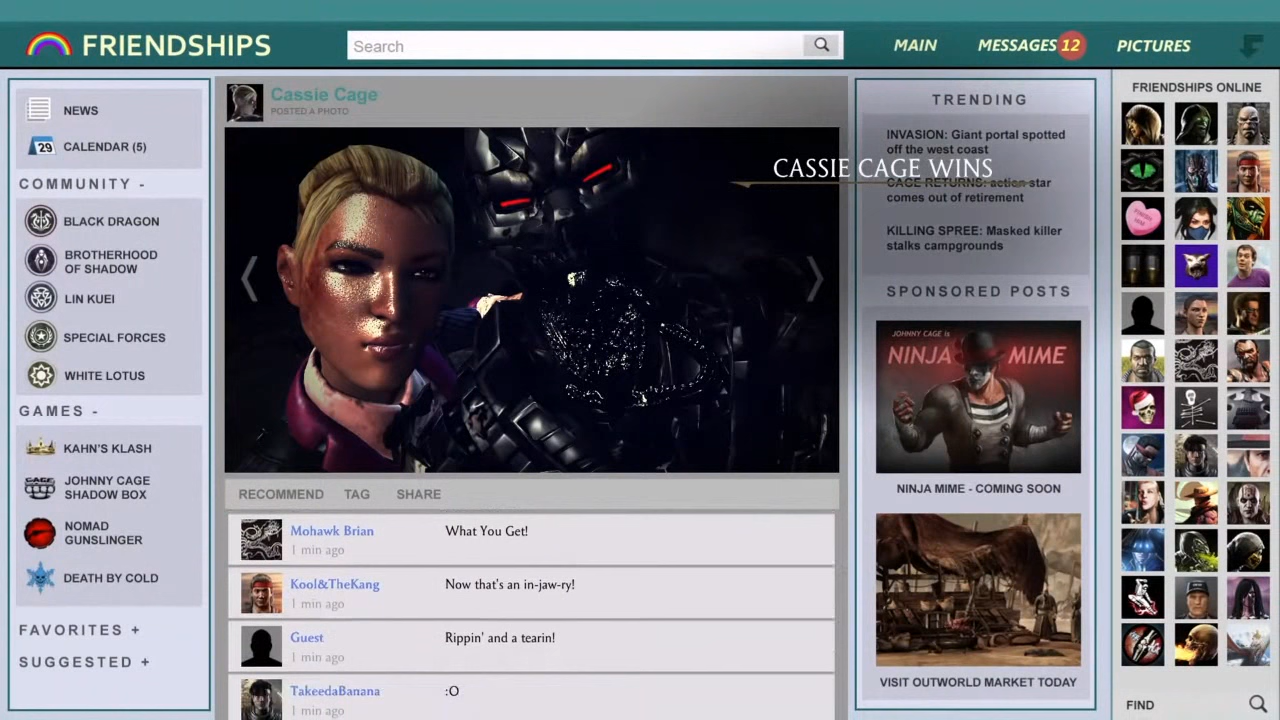 FRIENDSHIPS
Search
MAIN
MESSAGES 12
PICTURES
NEWS
29
CALENDAR (5)
COMMUNITY -
BLACK DRAGON
BROTHERHOOD
OF SHADOW
LIN KUEI
SPECIAL FORCES
WHITE LOTUS
GAMES -
KAHN'S KLASH
CAGE
JOHNNY CAGE
SHADOW BOX
NOMAD
GUNSLINGER
DEATH BY COLD
FAVORITES +
SUGGESTED +
Cassie Cage
POSTED A PHOTO
CASSIE CAGE WINS
RECOMMEND
TAG
SHARE
Mohawk Brian
What You Get!
1 min ago
Kool&TheKang
Now that's an in-jaw-ry!
1 min ago
Guest
Rippin' and a tearin!
1 min ago
TakeedaBanana
:O
1 min ago
TRENDING
INVASION: Giant portal spotted
off the west coast
CAGE RETURNS: action star
comes out of retirement
KILLING SPREE: Masked killer
stalks campgrounds
SPONSORED POSTS
JOHNNY CAGE is
NINJA MIME
NINJA MIME - COMING SOON
VISIT OUTWORLD MARKET TODAY
FRIENDSHIPS ONLINE
FIND